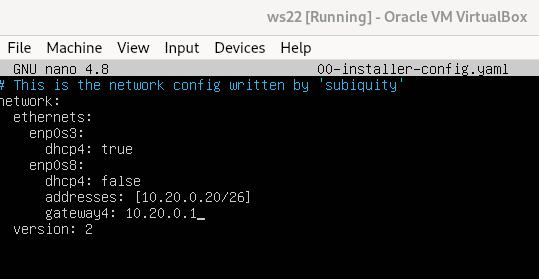 ws22 [Running] - Oracle VM VirtualBox
File Machine View Input Devices Help
GNU nano 4.8 00-installer-config.yaml
# This is the network config written by 'subiquity'
network:
  ethernets:
    enp0s3:
      dhcp4: true
    enp0s8:
      dhcp4: false
      addresses: [10.20.0.20/26]
      gateway4: 10.20.0.1_
  version: 2